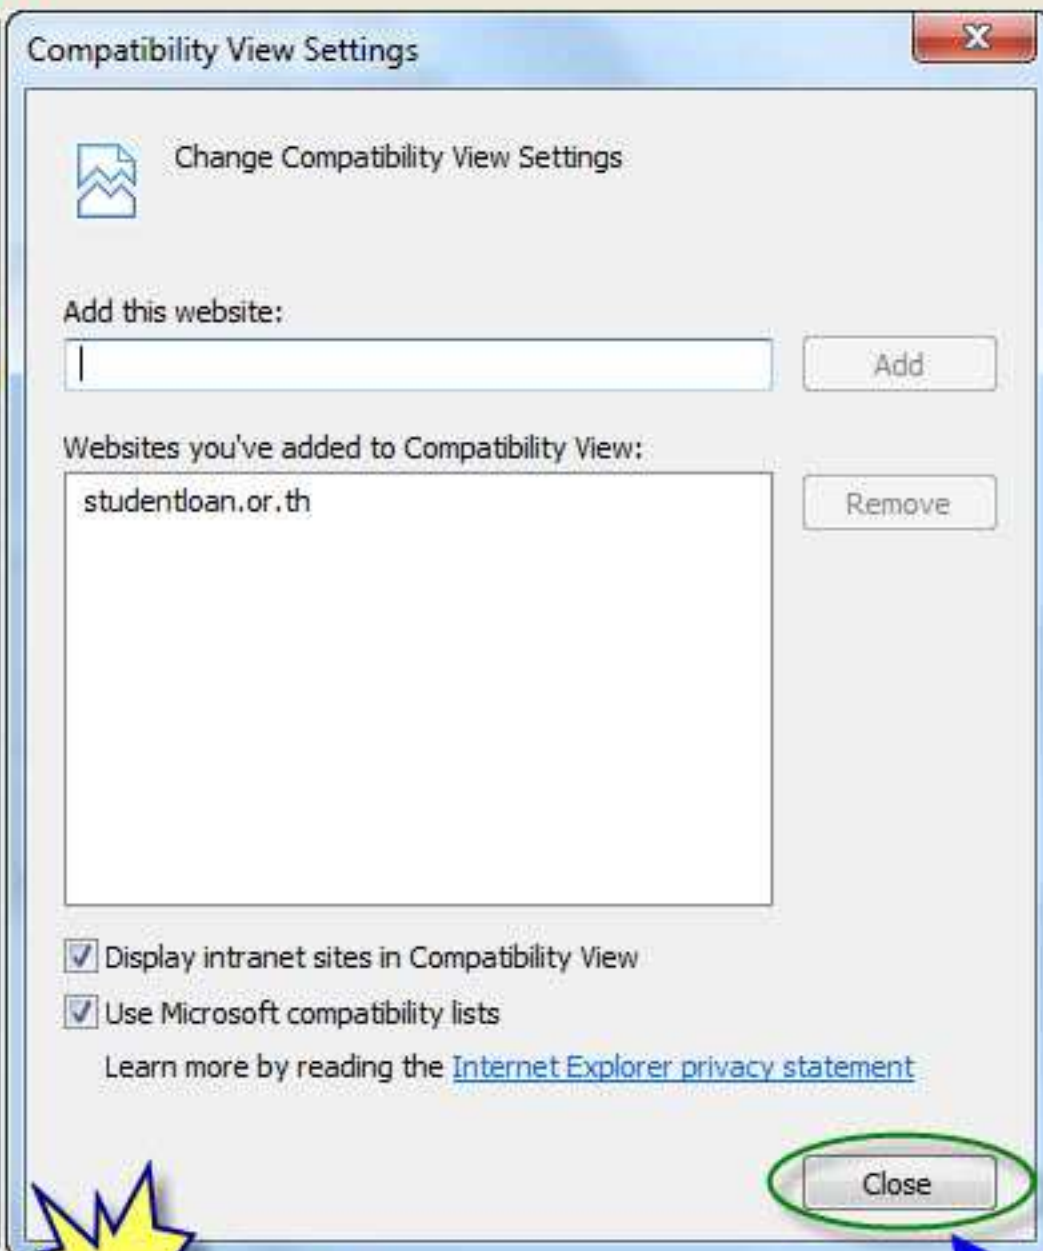 Compatibility View Settings
Change Compatibility View Settings
Add this website:
Add
Websites you've added to Compatibility View:
studentloan.or.th
Remove
Display intranet sites in Compatibility View
Use Microsoft compatibility lists
Learn more by reading the Internet Explorer privacy statement
Close